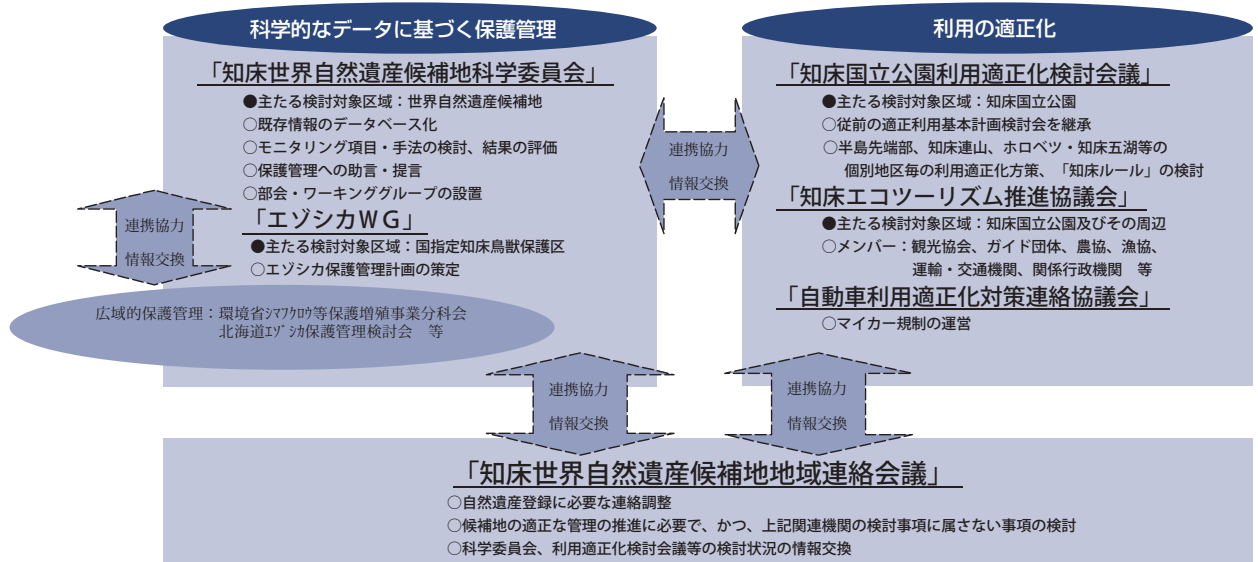 科学的なデータに基づく保護管理
「知床世界自然遺産候補地科学委員会」
●主たる検討対象区域：世界自然遺産候補地
○既存情報のデータベース化
○モニタリング項目・手法の検討、結果の評価
○保護管理への助言・提言
○部会・ワーキンググループの設置
「エゾシカＷＧ」
●主たる検討対象区域：国指定知床鳥獣保護区
○エゾシカ保護管理計画の策定
連携協力
情報交換
広域的保護管理：環境省ｼﾏﾌｸﾛｳ等保護増殖事業分科会
北海道ｴｿﾞｼｶ保護管理検討会　等
連携協力
情報交換
利用の適正化
「知床国立公園利用適正化検討会議」
●主たる検討対象区域：知床国立公園
○従前の適正利用基本計画検討会を継承
○半島先端部、知床連山、ホロベツ・知床五湖等の
個別地区毎の利用適正化方策、「知床ルール」の検討
「知床エコツーリズム推進協議会」
●主たる検討対象区域：知床国立公園及びその周辺
○メンバー：観光協会、ガイド団体、農協、漁協、
運輸・交通機関、関係行政機関　等
「自動車利用適正化対策連絡協議会」
○マイカー規制の運営
連携協力
情報交換
連携協力
情報交換
「知床世界自然遺産候補地地域連絡会議」
○自然遺産登録に必要な連絡調整
○候補地の適正な管理の推進に必要で、かつ、上記関連機関の検討事項に属さない事項の検討
○科学委員会、利用適正化検討会議等の検討状況の情報交換